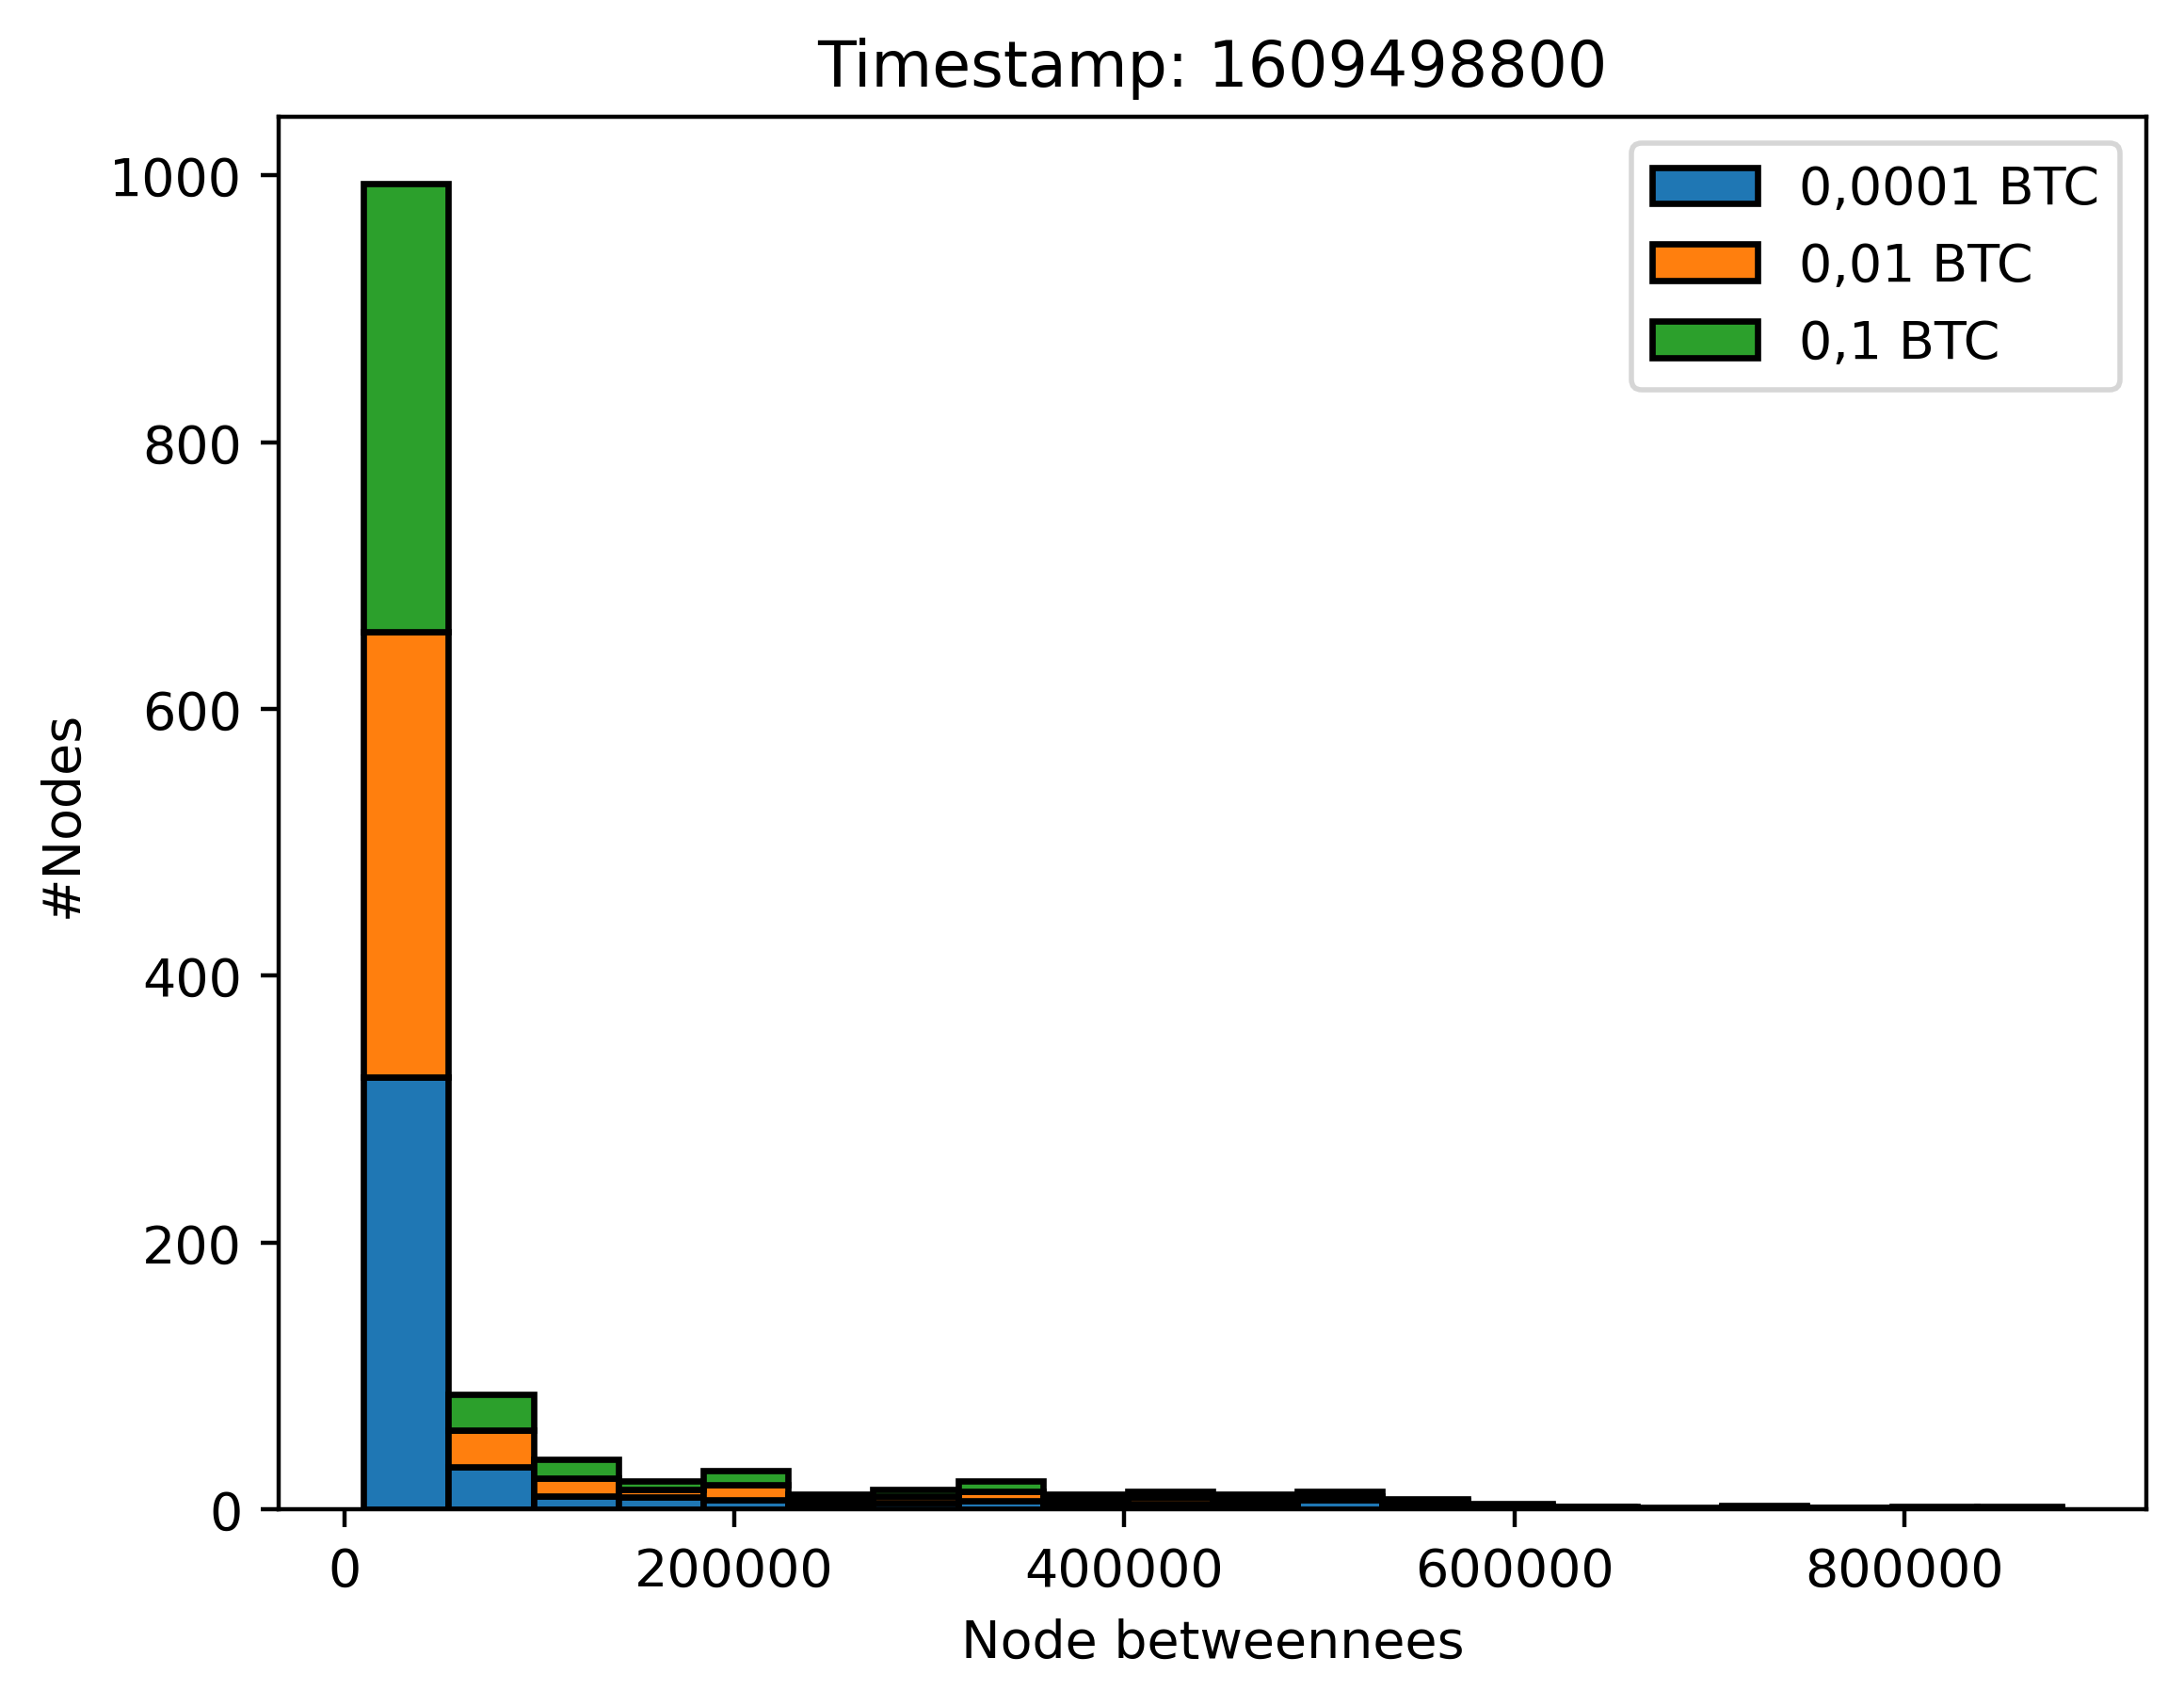 Timestamp: 1609498800
0,0001 BTC
0,01 BTC
0,1 BTC
#Nodes
1000
800
600
400
200
0
0 200000 400000 600000 800000
Node betweennees